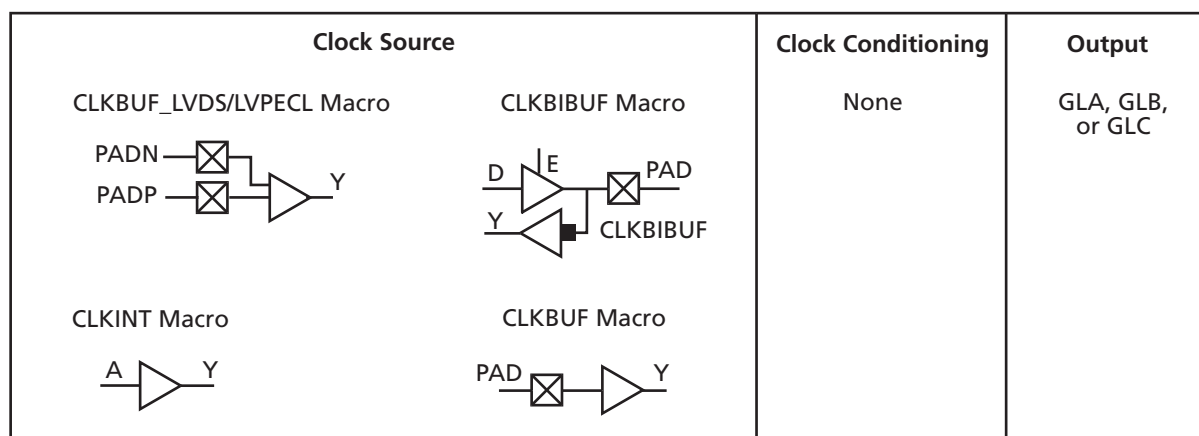 Clock Source
Clock Conditioning
Output
CLKBUF_LVDS/LVPECL Macro
PADN
PADP
Y
CLKBIBUF Macro
D
E
PAD
Y
CLKBIBUF
None
GLA, GLB,
or GLC
CLKINT Macro
A
Y
CLKBUF Macro
PAD
Y